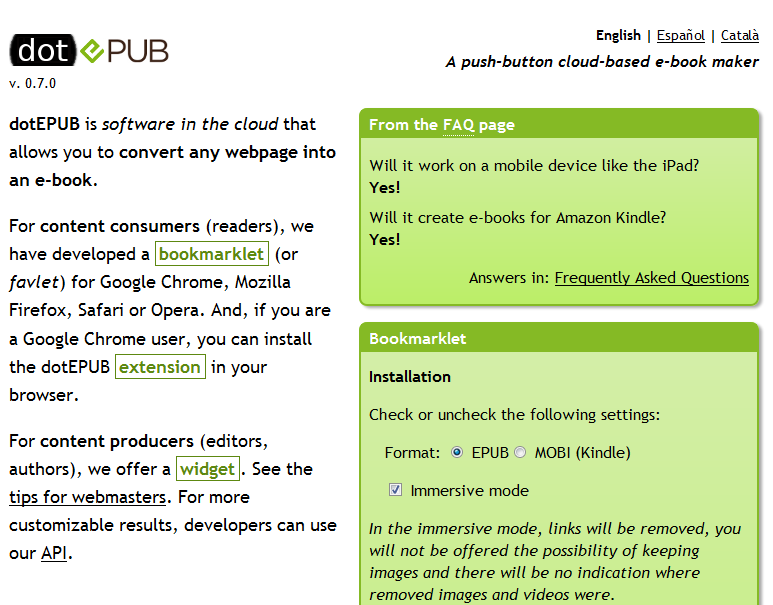 dot ePUB
v. 0.7.0
English | Español | Català
A push-button cloud-based e-book maker
dotEPUB is software in the cloud that
allows you to convert any webpage into
an e-book.
For content consumers (readers), we
have developed a bookmarklet (or
favlet) for Google Chrome, Mozilla
Firefox, Safari or Opera. And, if you are
a Google Chrome user, you can install
the dotEPUB extension in your
browser.
For content producers (editors,
authors), we offer a widget. See the
tips for webmasters. For more
customizable results, developers can use
our API.
From the FAQ page
Will it work on a mobile device like the iPad?
Yes!
Will it create e-books for Amazon Kindle?
Yes!
Answers in: Frequently Asked Questions
Bookmarklet
Installation
Check or uncheck the following settings:
Format: EPUB MOBI (Kindle)
Immersive mode
In the immersive mode, links will be removed, you
will not be offered the possibility of keeping
images and there will be no indication where
removed images and videos were.